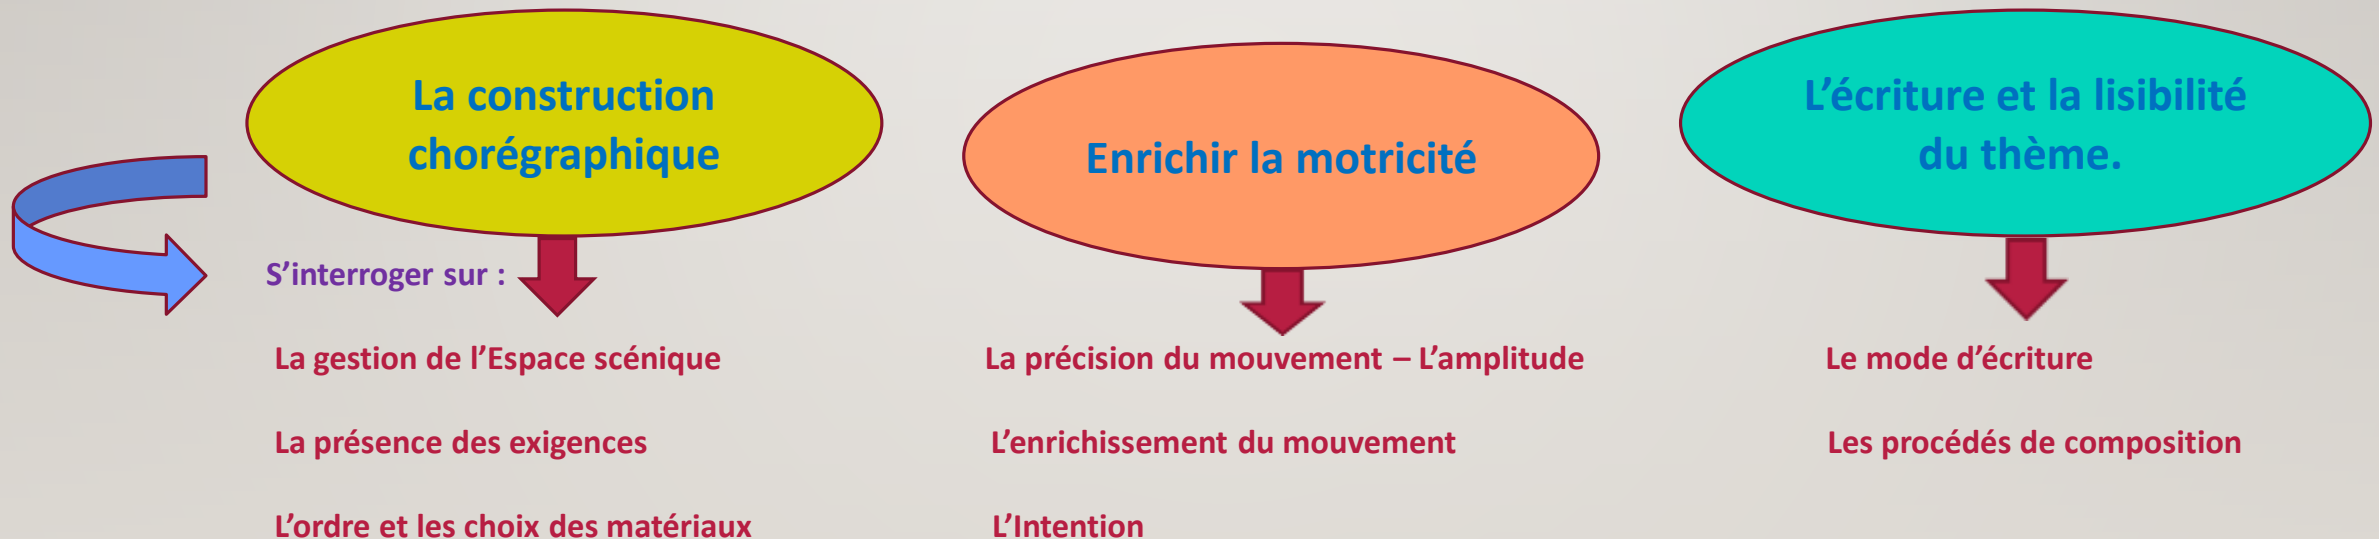 La construction
chorégraphique
S’interroger sur :
La gestion de l’Espace scénique
La présence des exigences
L’ordre et les choix des matériaux
Enrichir la motricité
La précision du mouvement – L’amplitude
L’enrichissement du mouvement
L’Intention
L’écriture et la lisibilité
du thème.
Le mode d’écriture
Les procédés de composition